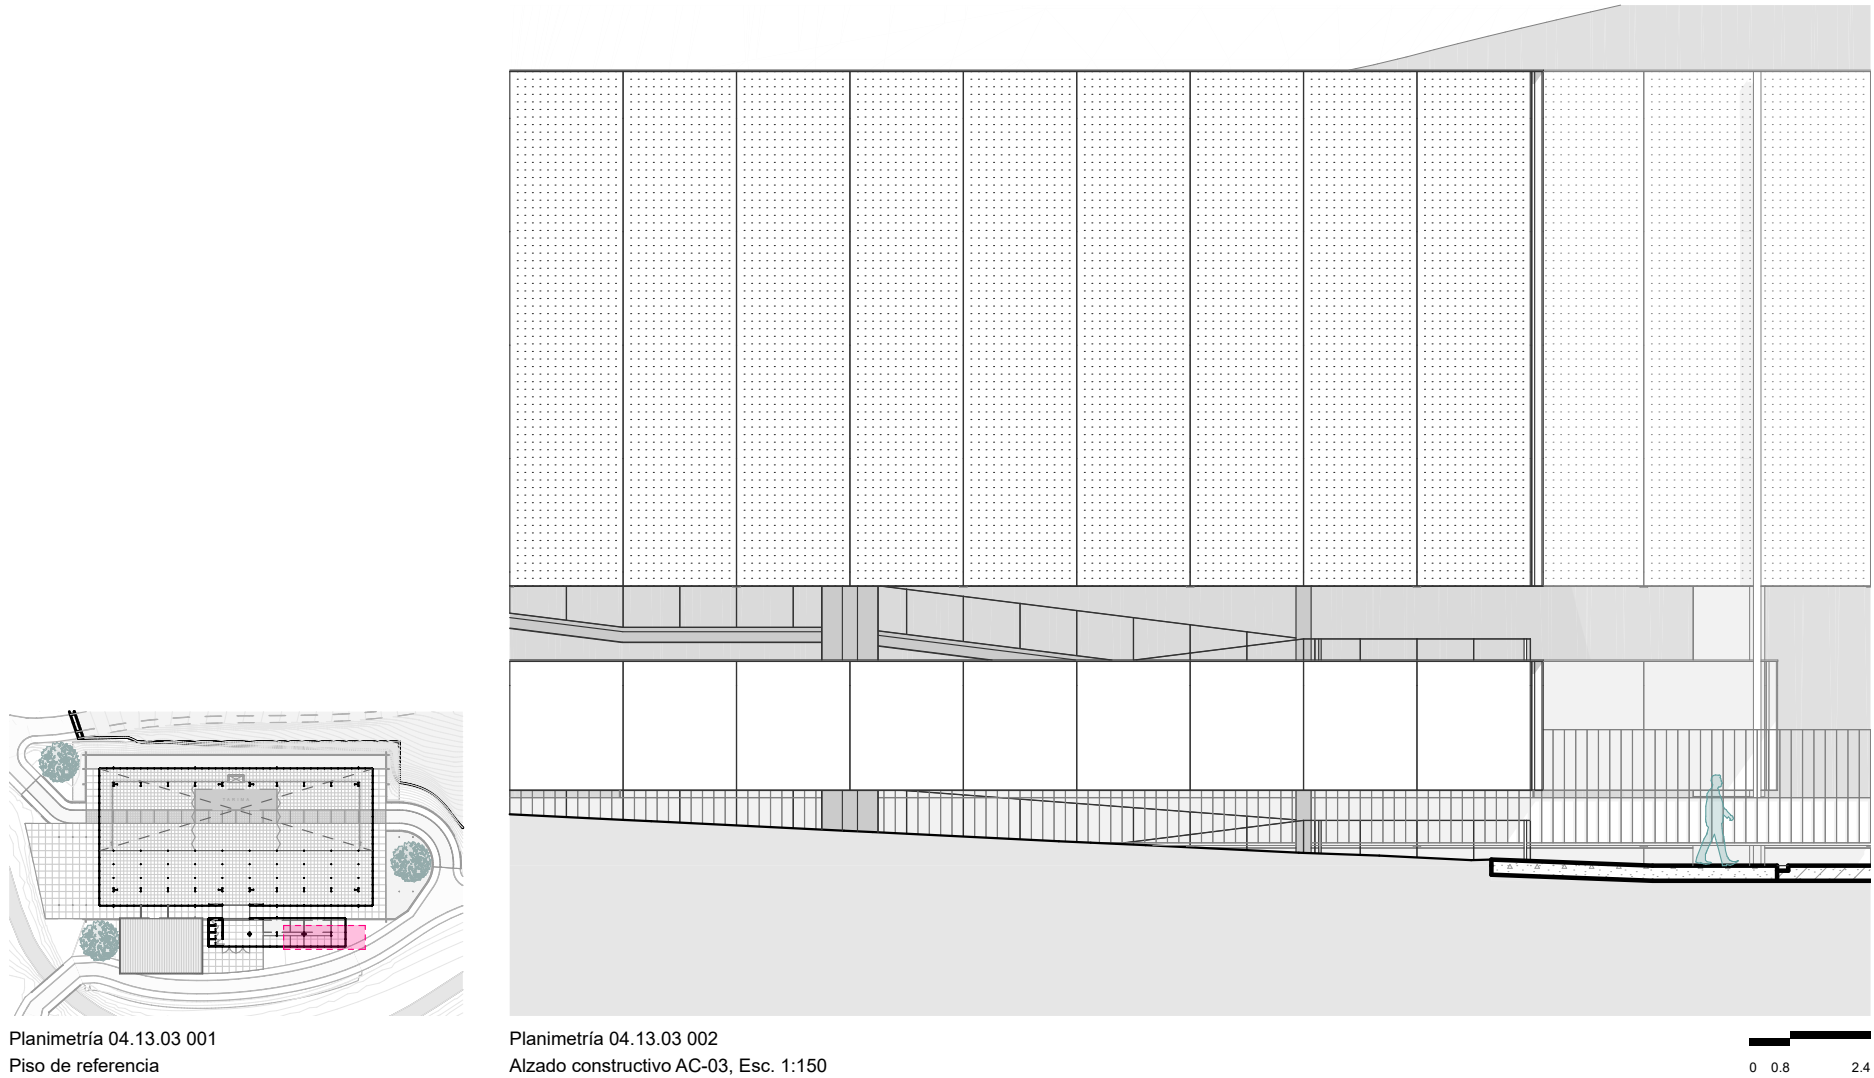 Planimetría 04.13.03 001
Piso de referencia
Planimetría 04.13.03 002
Alzado constructivo AC-03, Esc. 1:150
0 0.8 2.4